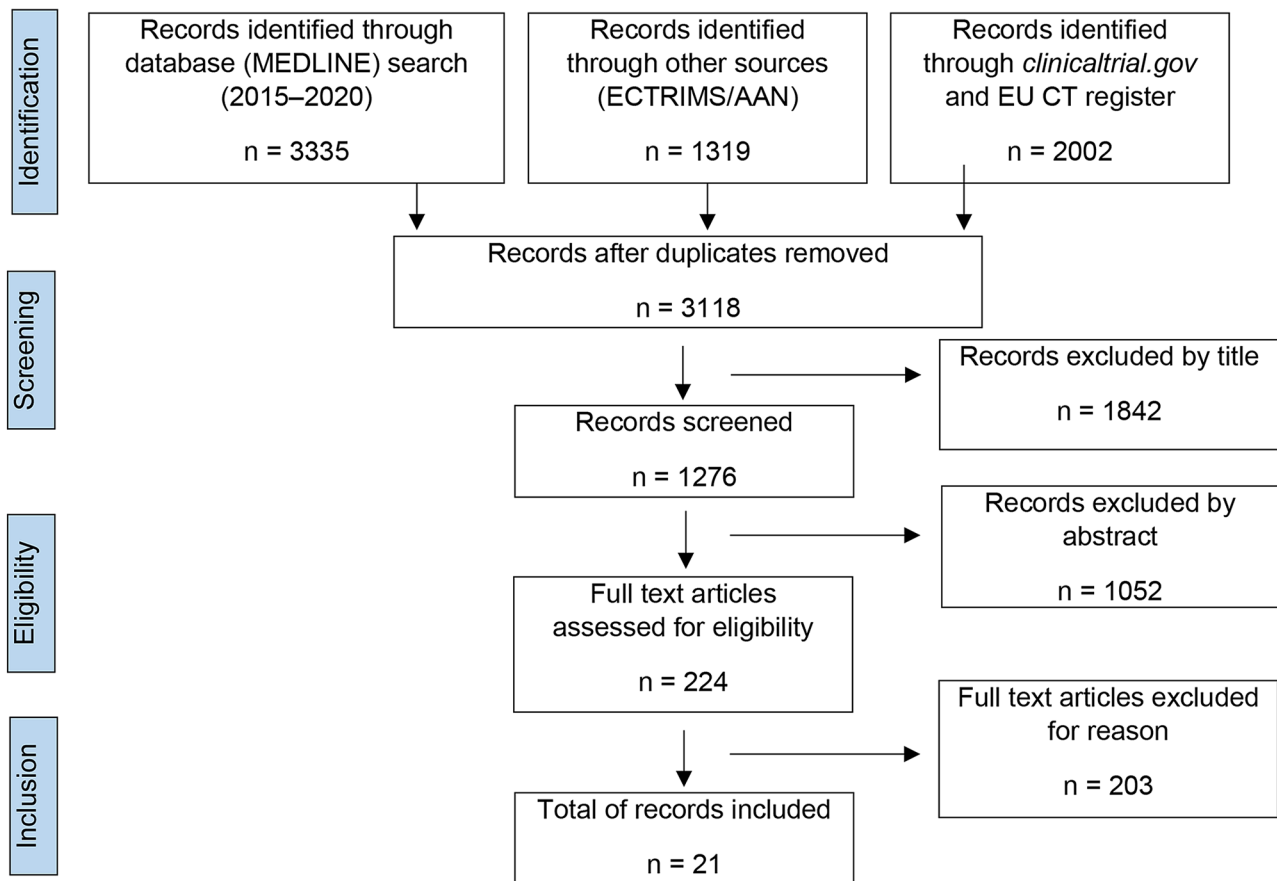 Identification
Records identified through
database (MEDLINE) search
(2015–2020)
n = 3335
Records identified
through other sources
(ECTRIMS/AAN)
n = 1319
Records identified
through clinicaltrial.gov
and EU CT register
n = 2002
Records after duplicates removed
n = 3118
Screening
Records excluded by title
n = 1842
Records screened
n = 1276
Records excluded by
abstract
n = 1052
Eligibility
Full text articles
assessed for eligibility
n = 224
Full text articles excluded
for reason
n = 203
Inclusion
Total of records included
n = 21